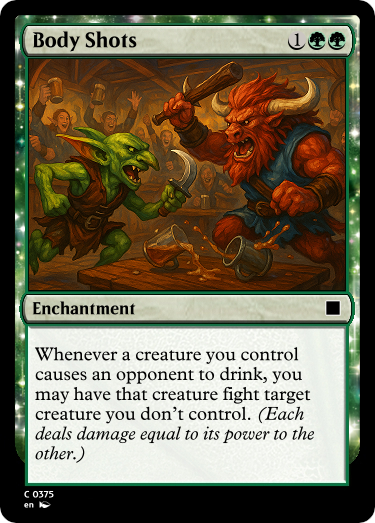 Body Shots 1
Enchantment
Whenever a creature you control
causes an opponent to drink, you
may have that creature fight target
creature you don’t control. (Each
deals damage equal to its power to the
other.)
C 0375
en